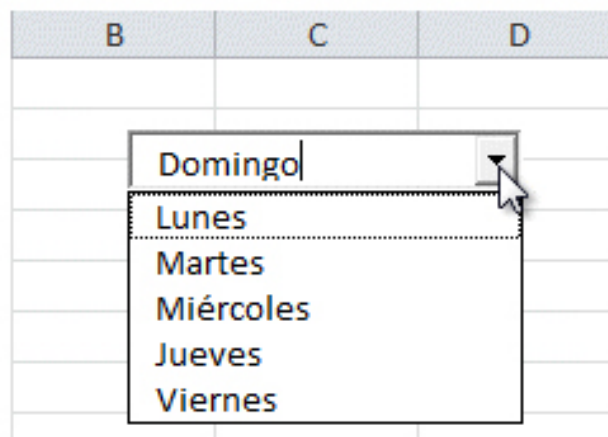 B C D
Domingo
Lunes
Martes
Miércoles
Jueves
Viernes